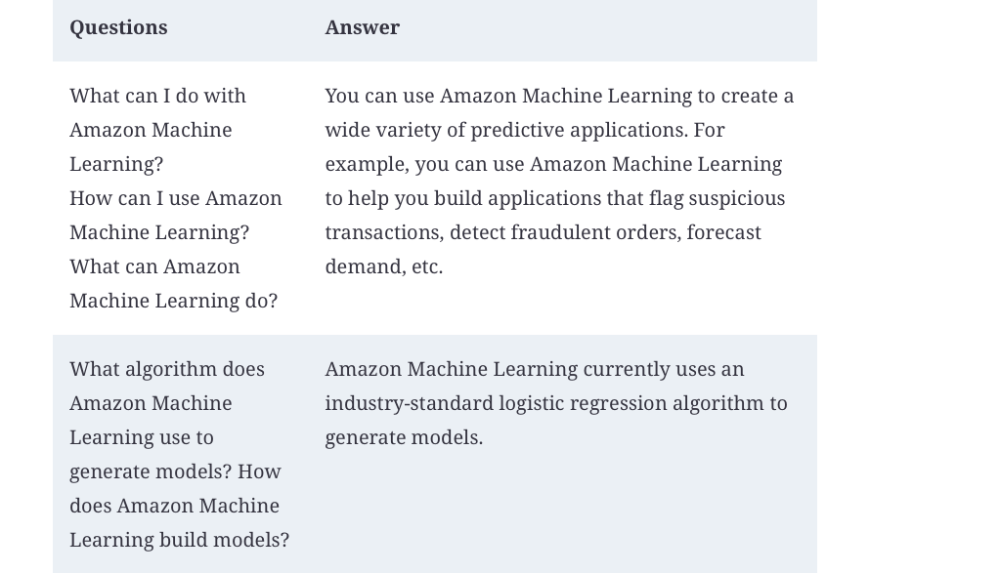 Questions
Answer
What can I do with
Amazon Machine
Learning?
How can I use Amazon
Machine Learning?
What can Amazon
Machine Learning do?
You can use Amazon Machine Learning to create a
wide variety of predictive applications. For
example, you can use Amazon Machine Learning
to help you build applications that flag suspicious
transactions, detect fraudulent orders, forecast
demand, etc.
What algorithm does
Amazon Machine
Learning use to
generate models? How
does Amazon Machine
Learning build models?
Amazon Machine Learning currently uses an
industry-standard logistic regression algorithm to
generate models.